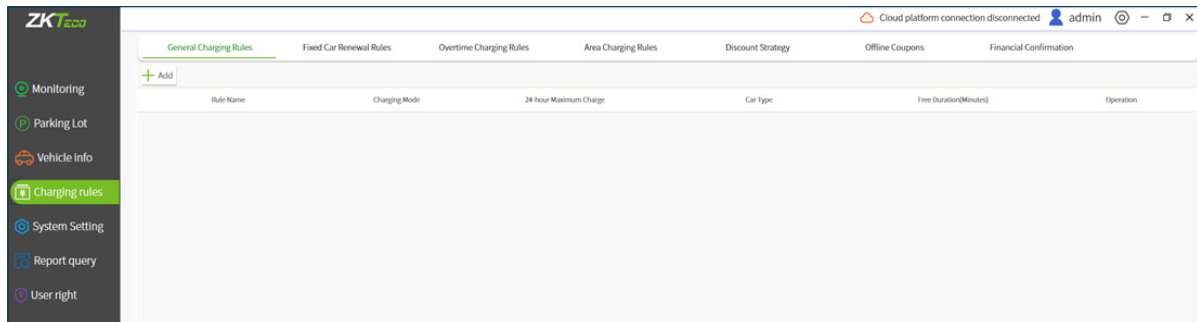 ZKTeco
Cloud platform connection disconnected admin
General Charging Rules Fixed Car Renewal Rules Overtime Charging Rules Area Charging Rules Discount Strategy Offline Coupons Financial Confirmation
Add
Rule Name Charging Mode 24-hour Maximum Charge Car Type Free Duration(Minutes) Operation
Monitoring
P Parking Lot
Vehicle info
¥ Charging rules
System Setting
Report query
User right